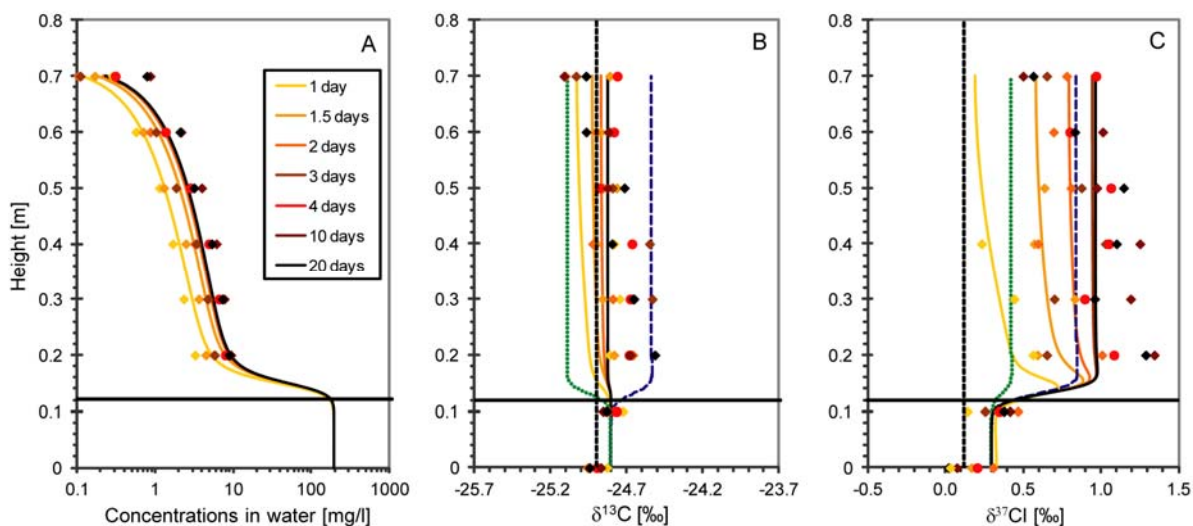 A
B
C
0.8
0.7
0.6
0.5
0.4
0.3
0.2
0.1
0
Height [m]
1 day
1.5 days
2 days
3 days
4 days
10 days
20 days
0.1 1 10 100 1000
Concentrations in water [mg/l]
0.8
0.7
0.6
0.5
0.4
0.3
0.2
0.1
0
-25.7 -25.2 -24.7 -24.2 -23.7
δ¹³C [‰]
0.8
0.7
0.6
0.5
0.4
0.3
0.2
0.1
0
-0.5 0.0 0.5 1.0 1.5
δ³⁷Cl [‰]